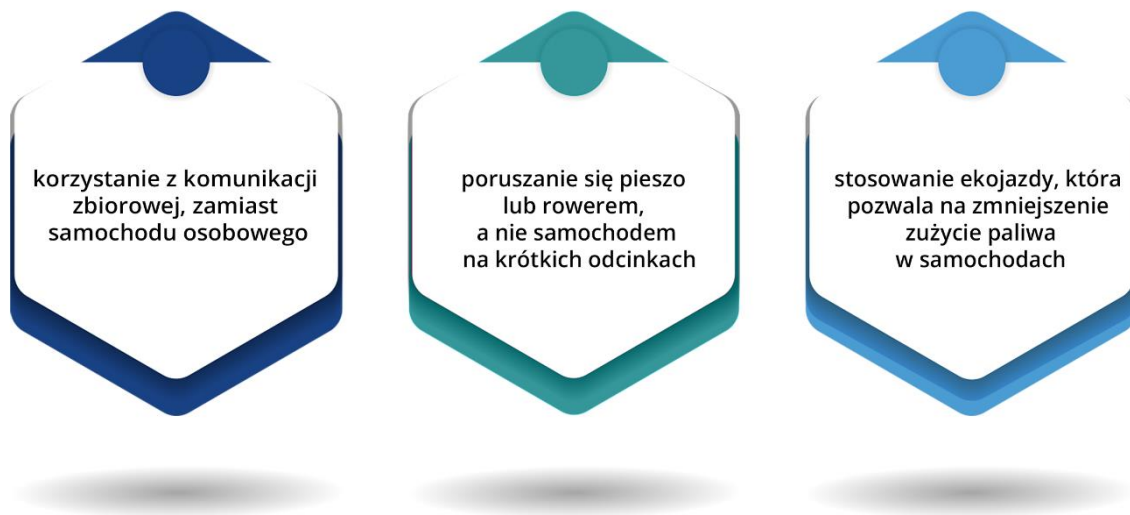 korzystanie z komunikacji
zbiorowej, zamiast
samochodu osobowego
poruszanie się pieszo
lub rowerem,
a nie samochodem
na krótkich odcinkach
stosowanie ekojazdy, która
pozwala na zmniejszenie
zużycie paliwa
w samochodach